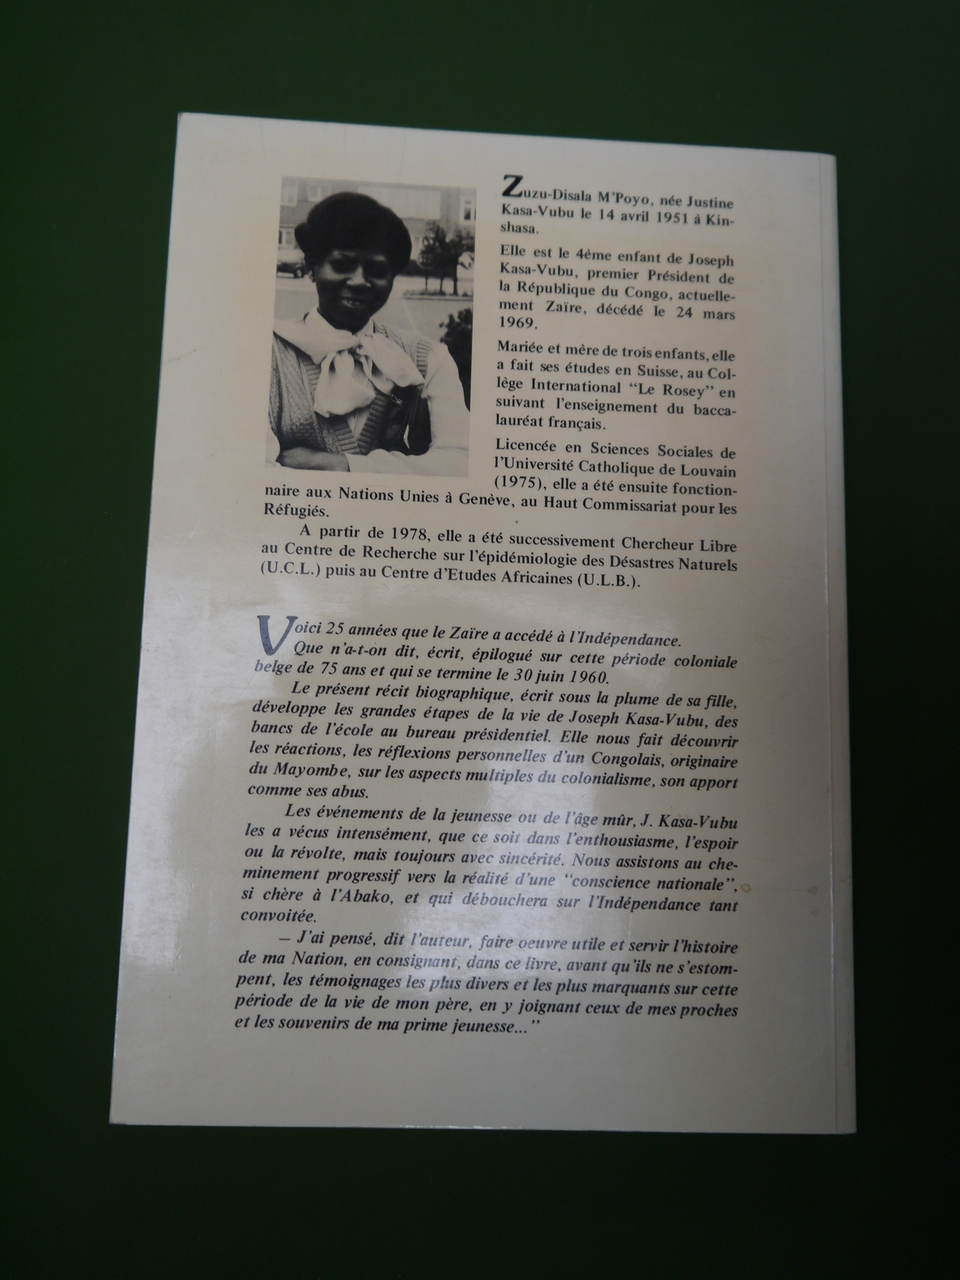 Zuzu-Disala M'Poyo, née Justine
Kasa-Vubu le 14 avril 1951 à Kin-
shasa.
Elle est le 4ème enfant de Joseph
Kasa-Vubu, premier Président de
la République du Congo, actuelle-
ment Zaïre, décédé le 24 mars
1969.
Mariée et mère de trois enfants, elle
a fait ses études en Suisse, au Col-
lège International "Le Rosey" en
suivant l'enseignement du bacca-
lauréat français.
Licencée en Sciences Sociales de
l'Université Catholique de Louvain
(1975), elle a été ensuite fonction-
naire aux Nations Unies à Genève, au Haut Commissariat pour les
Réfugiés.
A partir de 1978, elle a été successivement Chercheur Libre
au Centre de Recherche sur l'épidémiologie des Désastres Naturels
(U.C.L.) puis au Centre d'Etudes Africaines (U.L.B.).
Voici 25 années que le Zaïre a accédé à l'Indépendance.
Que n'a-t-on dit, écrit, épilogué sur cette période coloniale
belge de 75 ans et qui se termine le 30 juin 1960.
Le présent récit biographique, écrit sous la plume de sa fille,
développe les grandes étapes de la vie de Joseph Kasa-Vubu, des
bancs de l'école au bureau présidentiel. Elle nous fait découvrir
les réactions, les réflexions personnelles d'un Congolais, originaire
du Mayombe, sur les aspects multiples du colonialisme, son apport
comme ses abus.
Les événements de la jeunesse ou de l'âge mûr, J. Kasa-Vubu
les a vécus intensément, que ce soit dans l'enthousiasme, l'espoir
ou la révolte, mais toujours avec sincérité. Nous assistons au che-
minement progressif vers la réalité d'une "conscience nationale",
si chère à l'Abako, et qui débouchera sur l'Indépendance tant
convoitée.
– J'ai pensé, dit l'auteur, faire oeuvre utile et servir l'histoire
de ma Nation, en consignant, dans ce livre, avant qu'ils ne s'estom-
pent, les témoignages les plus divers et les plus marquants sur cette
période de la vie de mon père, en y joignant ceux de mes proches
et les souvenirs de ma prime jeunesse..."